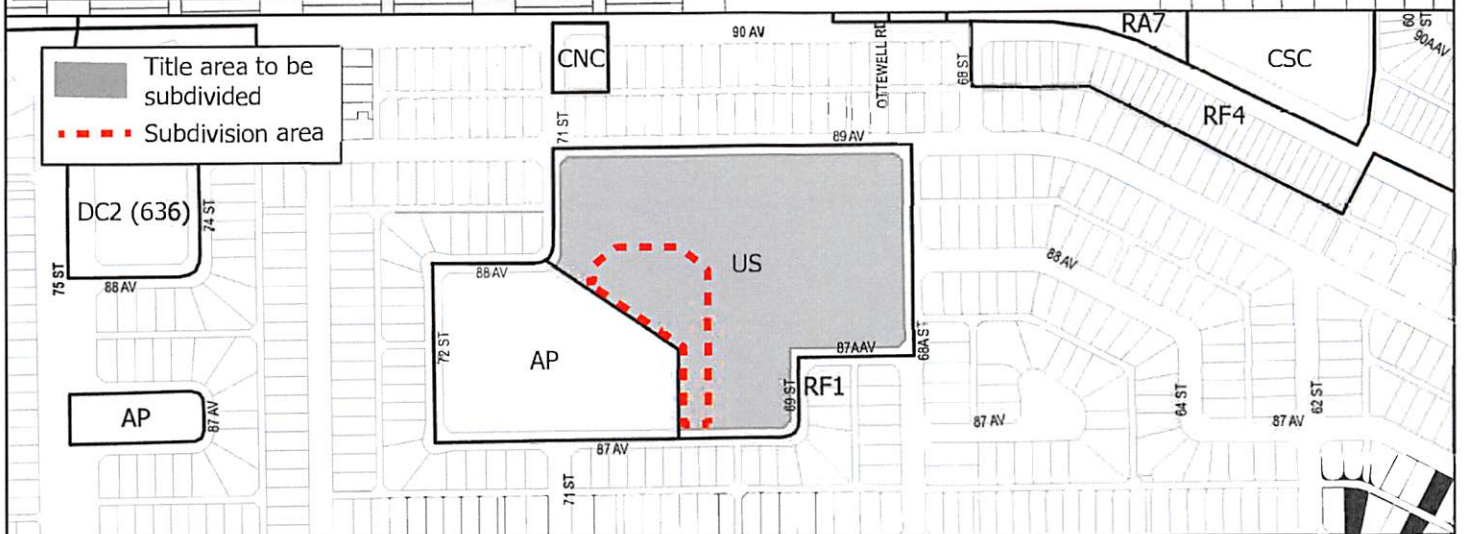 RA7
60 ST
90AAV
90 AV
CNC
OTTEWELL RD
68 ST
CSC
Title area to be
subdivided
Subdivision area
RF4
71 ST
89 AV
DC2 (636)
74 ST
75 ST
88 AV
88 AV
US
88 AV
72 ST
AP
87AAV
68A ST
69 ST
RF1
64 ST
62 ST
AP
87 AV
87 AV
87 AV
87 AV
71 ST